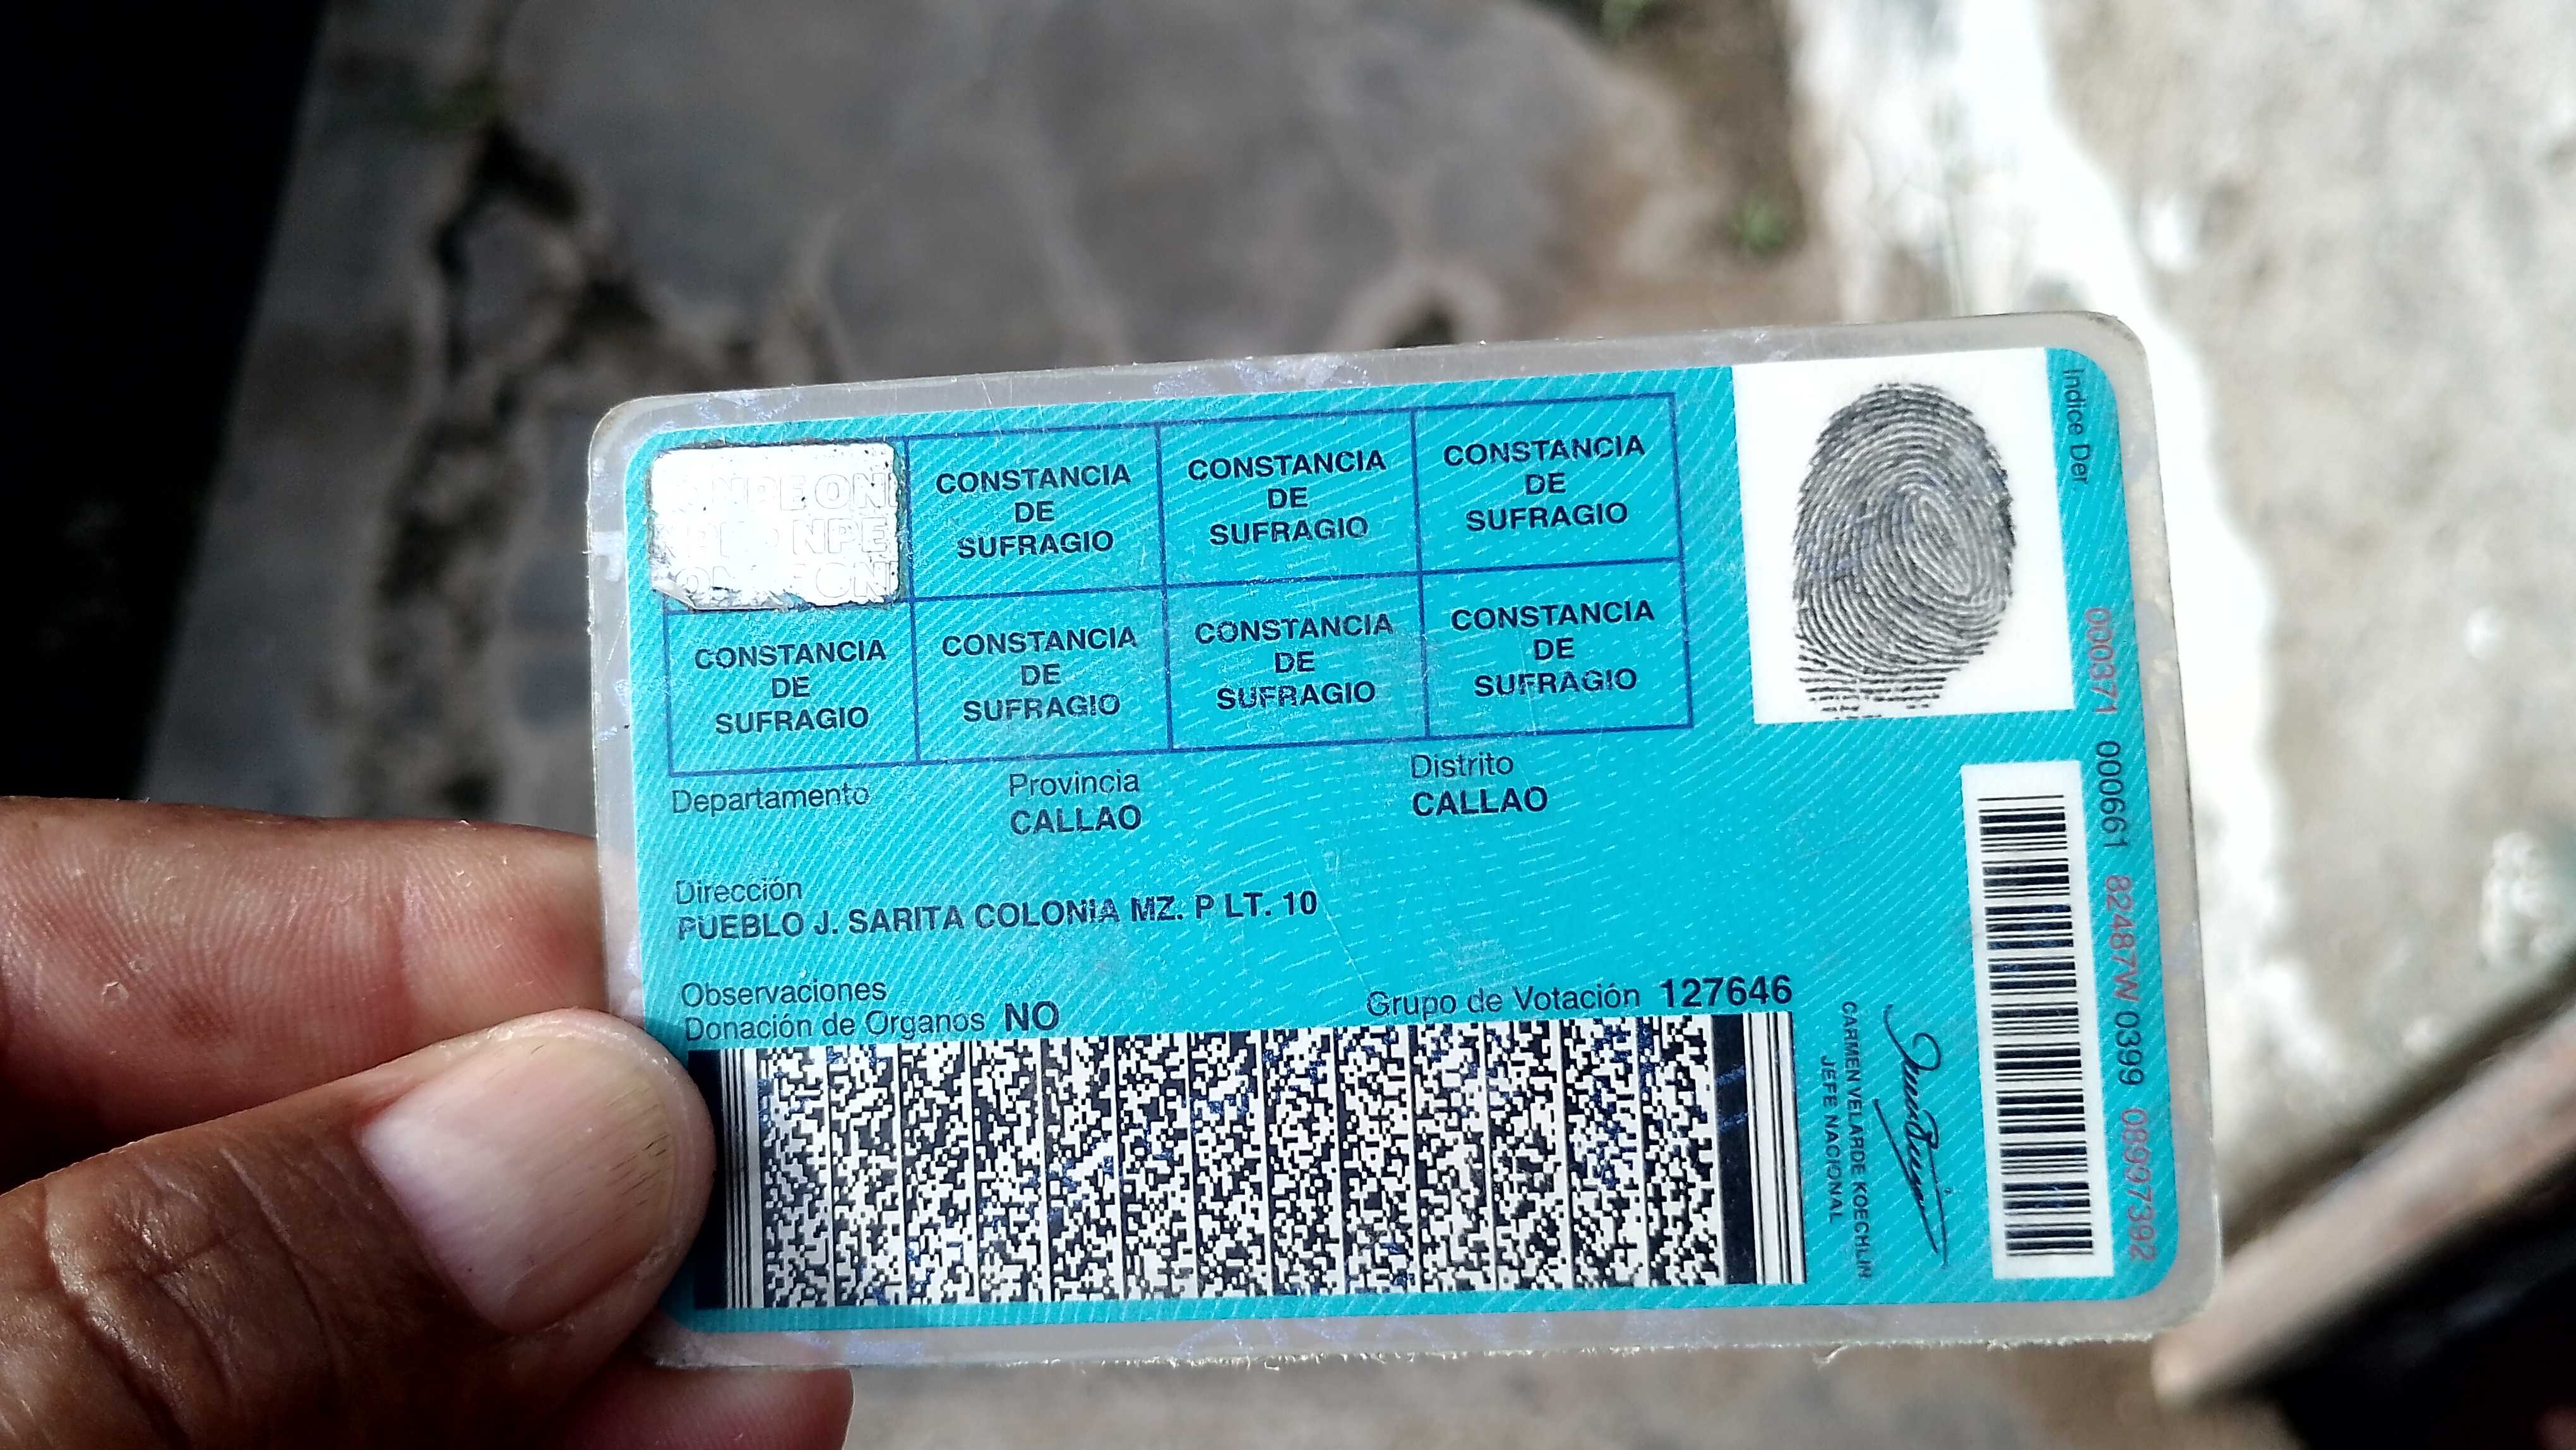 CONSTANCIA
DE
SUFRAGIO
CONSTANCIA
DE
SUFRAGIO
CONSTANCIA
DE
SUFRAGIO
CONSTANCIA
DE
SUFRAGIO
CONSTANCIA
DE
SUFRAGIO
CONSTANCIA
DE
SUFRAGIO
CONSTANCIA
DE
SUFRAGIO
Departamento
Provincia
CALLAO
Distrito
CALLAO
Dirección
PUEBLO J. SARITA COLONIA MZ. P LT. 10
Observaciones
Donación de Organos NO
Grupo de Votación 127646
CARMEN VELARDE KOECHLIN
JEFE NACIONAL
Indice Der
000371 000661 82487W 0399 08997392